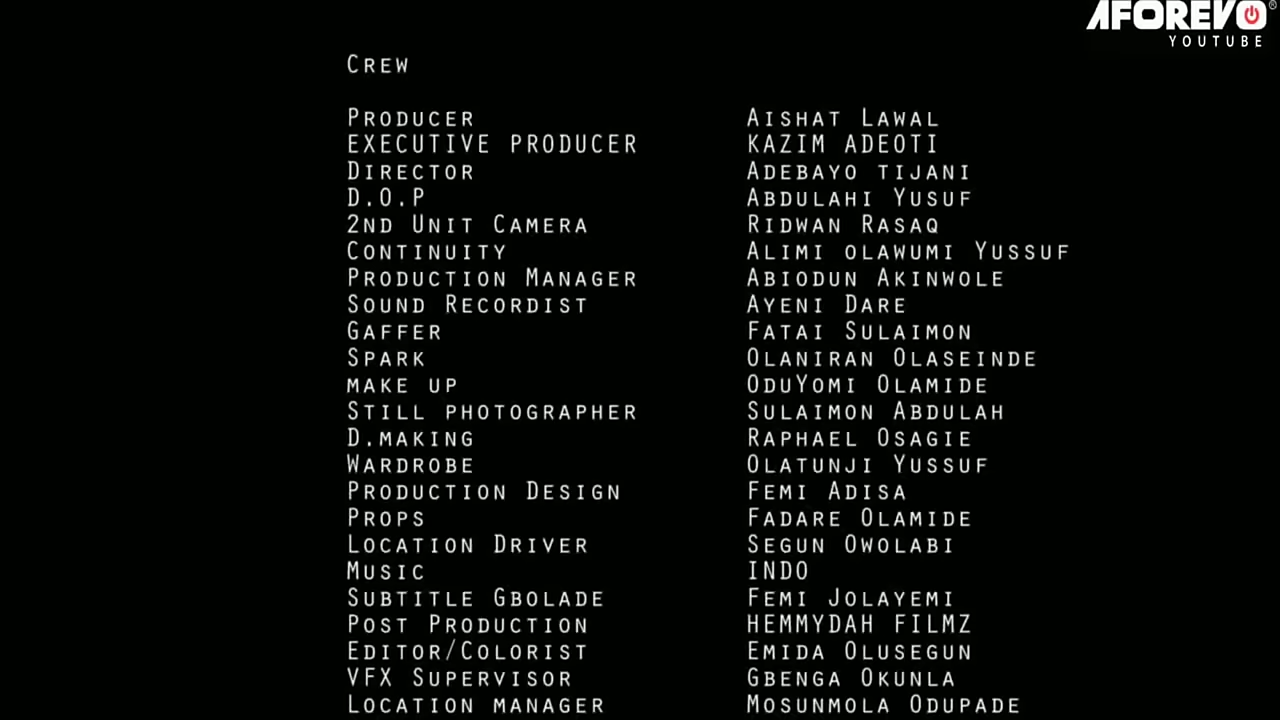 AFOREVO®
YOUTUBE
CREW
PRODUCER AISHAT LAWAL
EXECUTIVE PRODUCER KAZIM ADEOTI
DIRECTOR ADEBAYO TIJANI
D.O.P ABDULAHI YUSUF
2ND UNIT CAMERA RIDWAN RASAQ
CONTINUITY ALIMI OLAWUMI YUSSUF
PRODUCTION MANAGER ABIODUN AKINWOLE
SOUND RECORDIST AYENI DARE
GAFFER FATAI SULAIMON
SPARK OLANIRAN OLASEINDE
MAKE UP ODUYOMI OLAMIDE
STILL PHOTOGRAPHER SULAIMON ABDULAH
D.MAKING RAPHAEL OSAGIE
WARDROBE OLATUNJI YUSSUF
PRODUCTION DESIGN FEMI ADISA
PROPS FADARE OLAMIDE
LOCATION DRIVER SEGUN OWOLABI
MUSIC INDO
SUBTITLE GBOLADE FEMI JOLAYEMI
POST PRODUCTION HEMMYDAH FILMZ
EDITOR/COLORIST EMIDA OLUSEGUN
VFX SUPERVISOR GBENGA OKUNLA
LOCATION MANAGER MOSUNMOLA ODUPADE